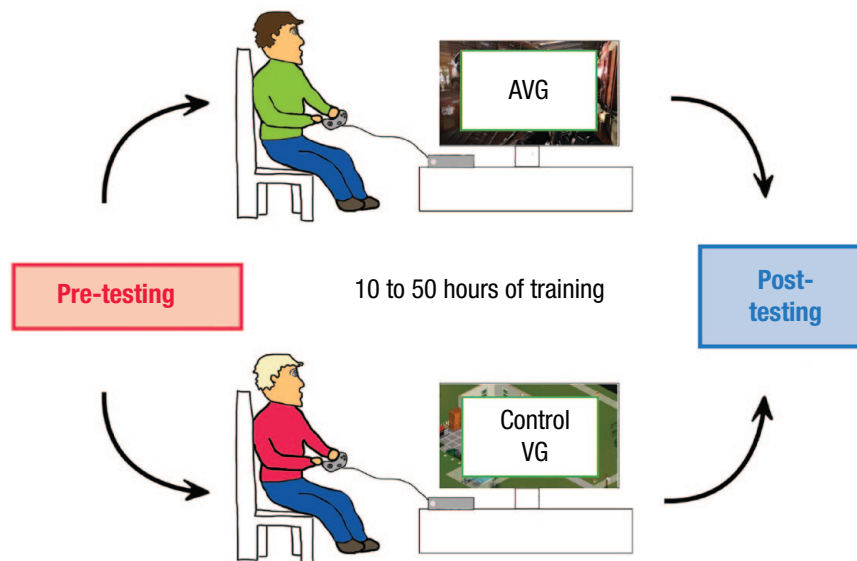 AVG
Pre-testing
10 to 50 hours of training
Post-
testing
Control
VG